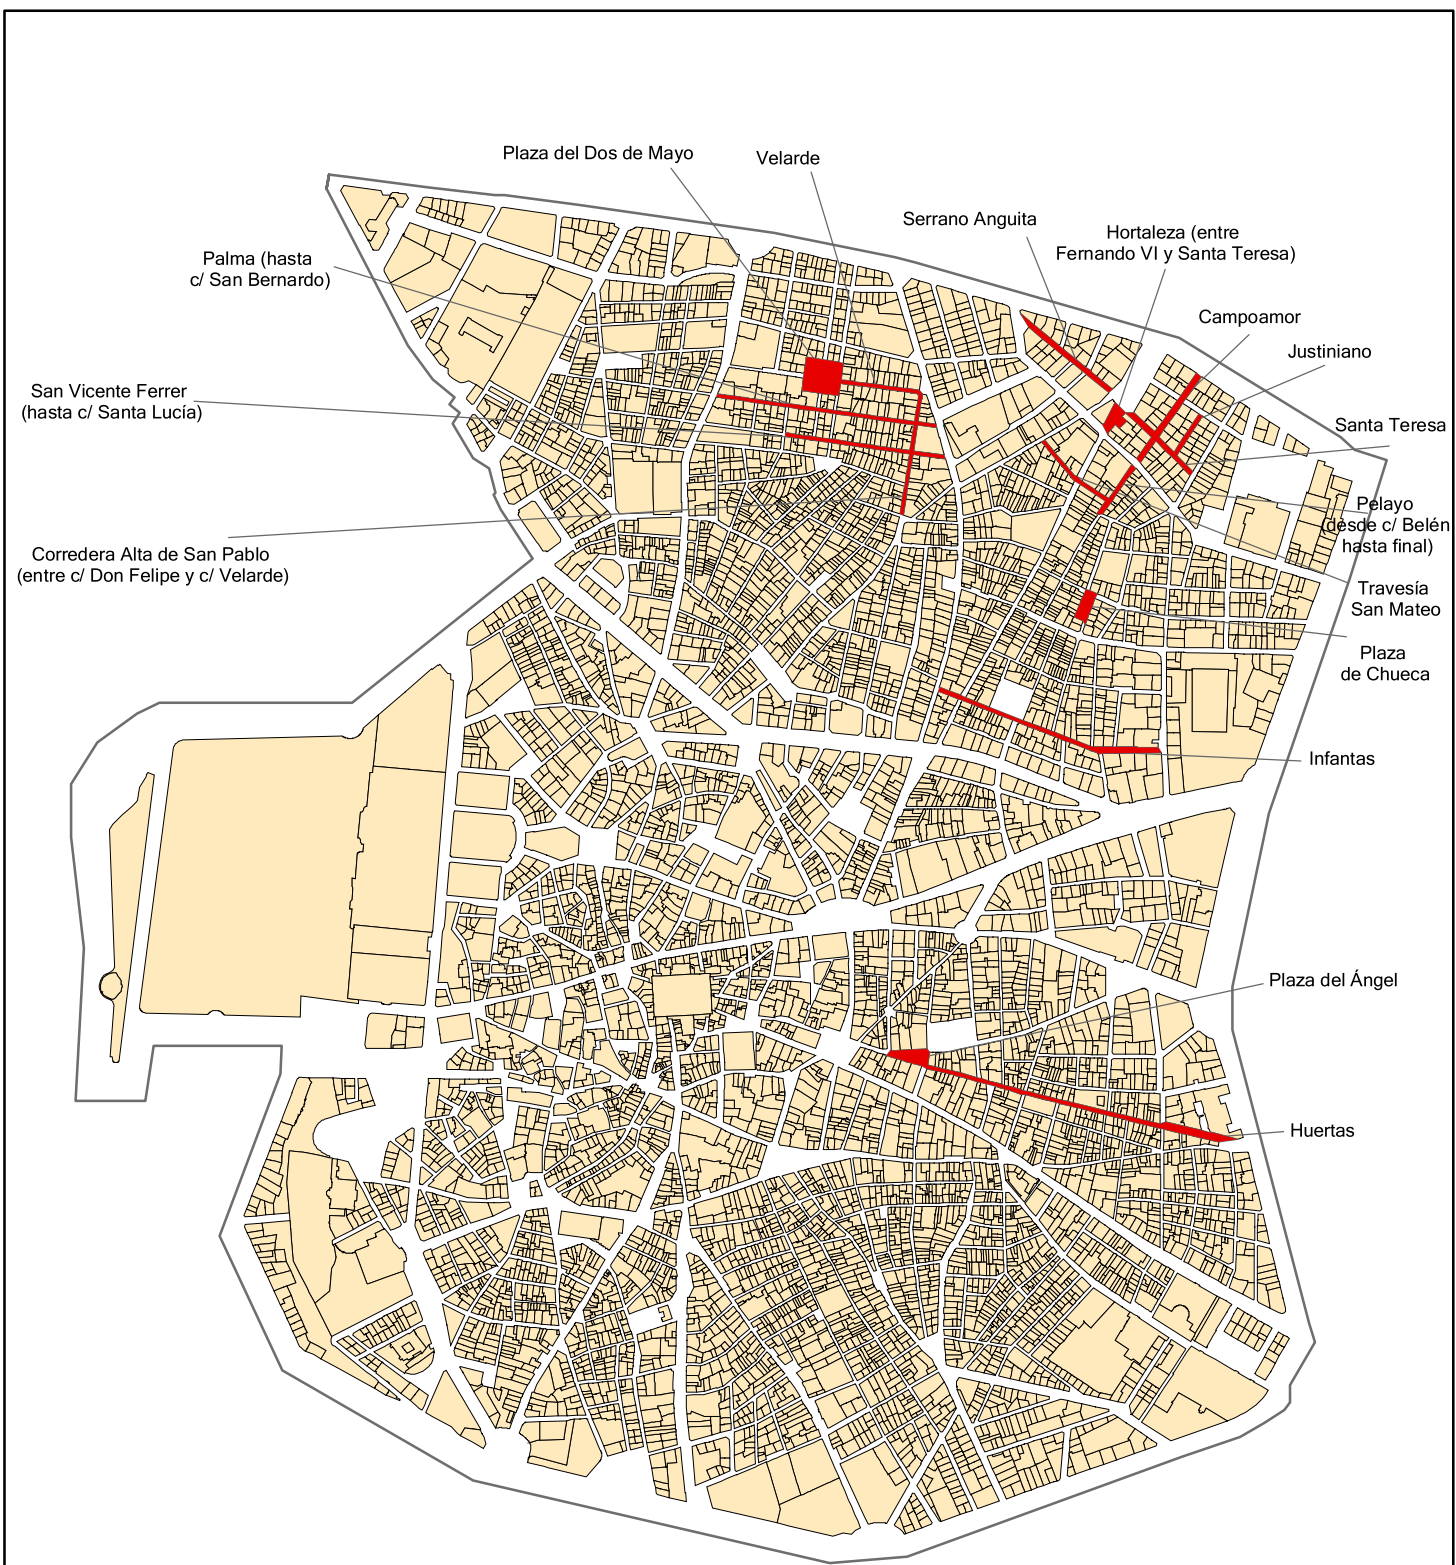 Plaza del Dos de Mayo
Velarde
Serrano Anguita
Hortaleza (entre
Fernando VI y Santa Teresa)
Palma (hasta
c/ San Bernardo)
Campoamor
Justiniano
San Vicente Ferrer
(hasta c/ Santa Lucía)
Santa Teresa
Pelayo
(desde c/ Belén
hasta final)
Corredera Alta de San Pablo
(entre c/ Don Felipe y c/ Velarde)
Travesía
San Mateo
Plaza
de Chueca
Infantas
Plaza del Ángel
Huertas